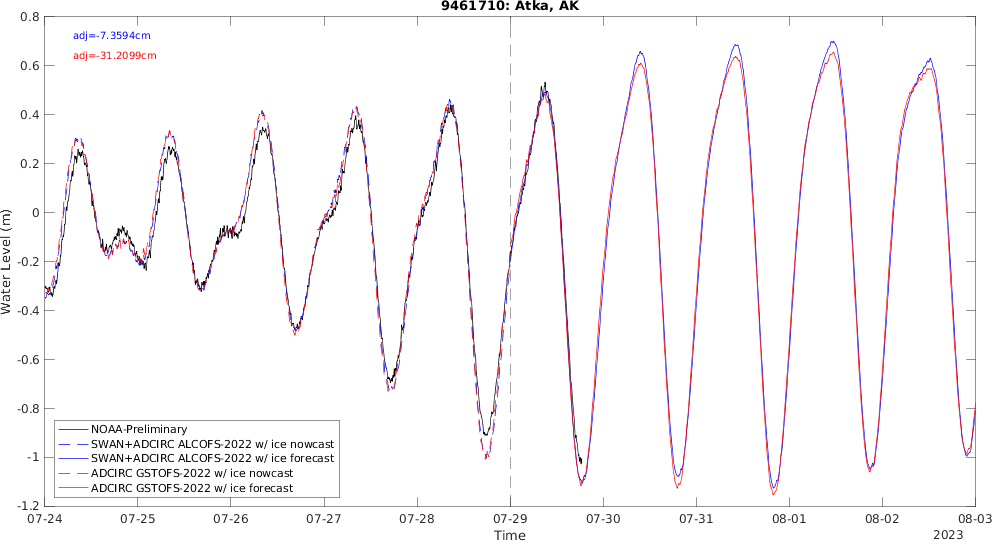 9461710: Atka, AK
adj=-7.3594cm
adj=-31.2099cm
Water Level (m)
0.8
0.6
0.4
0.2
0
-0.2
-0.4
-0.6
-0.8
-1
-1.2
NOAA-Preliminary
SWAN+ADCIRC ALCOFS-2022 w/ ice nowcast
SWAN+ADCIRC ALCOFS-2022 w/ ice forecast
ADCIRC GSTOFS-2022 w/ ice nowcast
ADCIRC GSTOFS-2022 w/ ice forecast
07-24 07-25 07-26 07-27 07-28 07-29 07-30 07-31 08-01 08-02 08-03
Time
2023